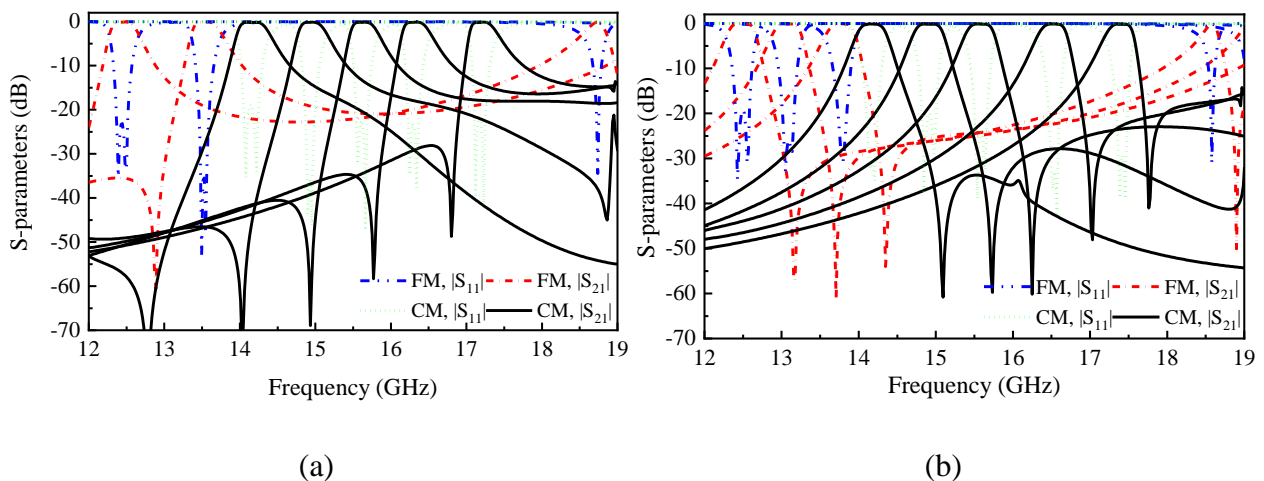 0
-10
-20
-30
-40
-50
-60
-70
S-parameters (dB)
FM, |S11| FM, |S21|
CM, |S11| CM, |S21|
12 13 14 15 16 17 18 19
Frequency (GHz)
(a)
0
-10
-20
-30
-40
-50
-60
-70
S-parameters (dB)
FM, |S11| FM, |S21|
CM, |S11| CM, |S21|
12 13 14 15 16 17 18 19
Frequency (GHz)
(b)